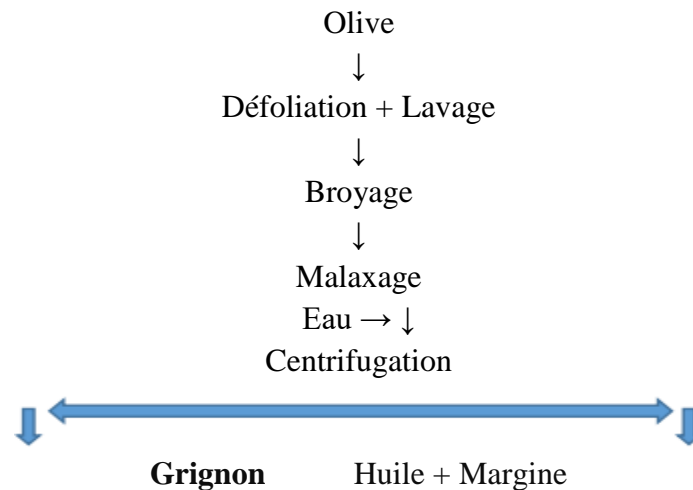 Olive
↓
Défoliation + Lavage
↓
Broyage
↓
Malaxage
Eau → ↓
Centrifugation
Grignon Huile + Margine